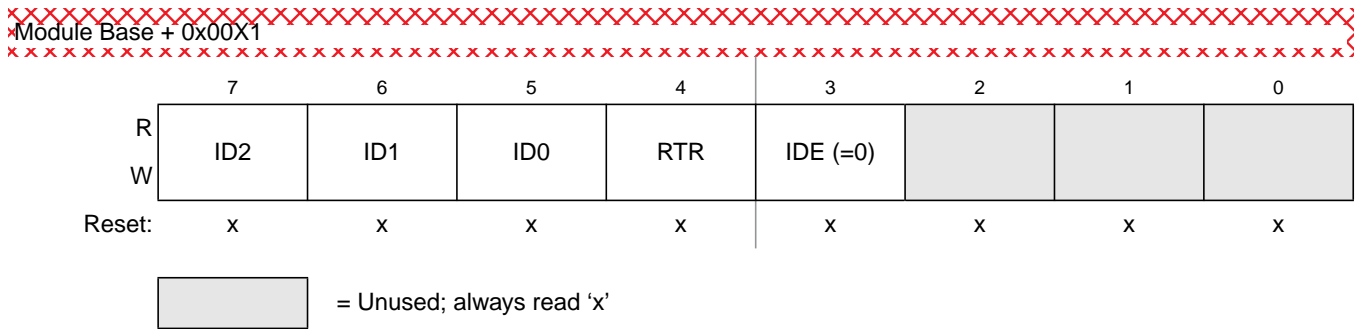 Module Base + 0x00X1
7 6 5 4 3 2 1 0
R
ID2 ID1 ID0 RTR IDE (=0)
W
Reset: x x x x x x x x
= Unused; always read ‘x’